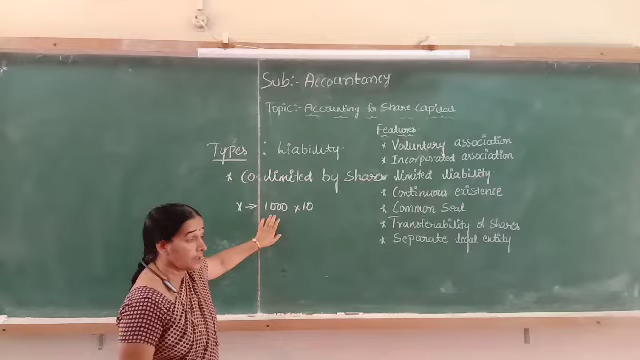 Sub:- Accountancy
Topic:- Accounting for Share Capital
Types : Liability
x Co. limited by shares
x → 1000 x 10
Features
x Voluntary association
x Incorporated association
x limited liability
x Continuous existence
x Common Seal
x Transferability of shares
x Separate legal entity